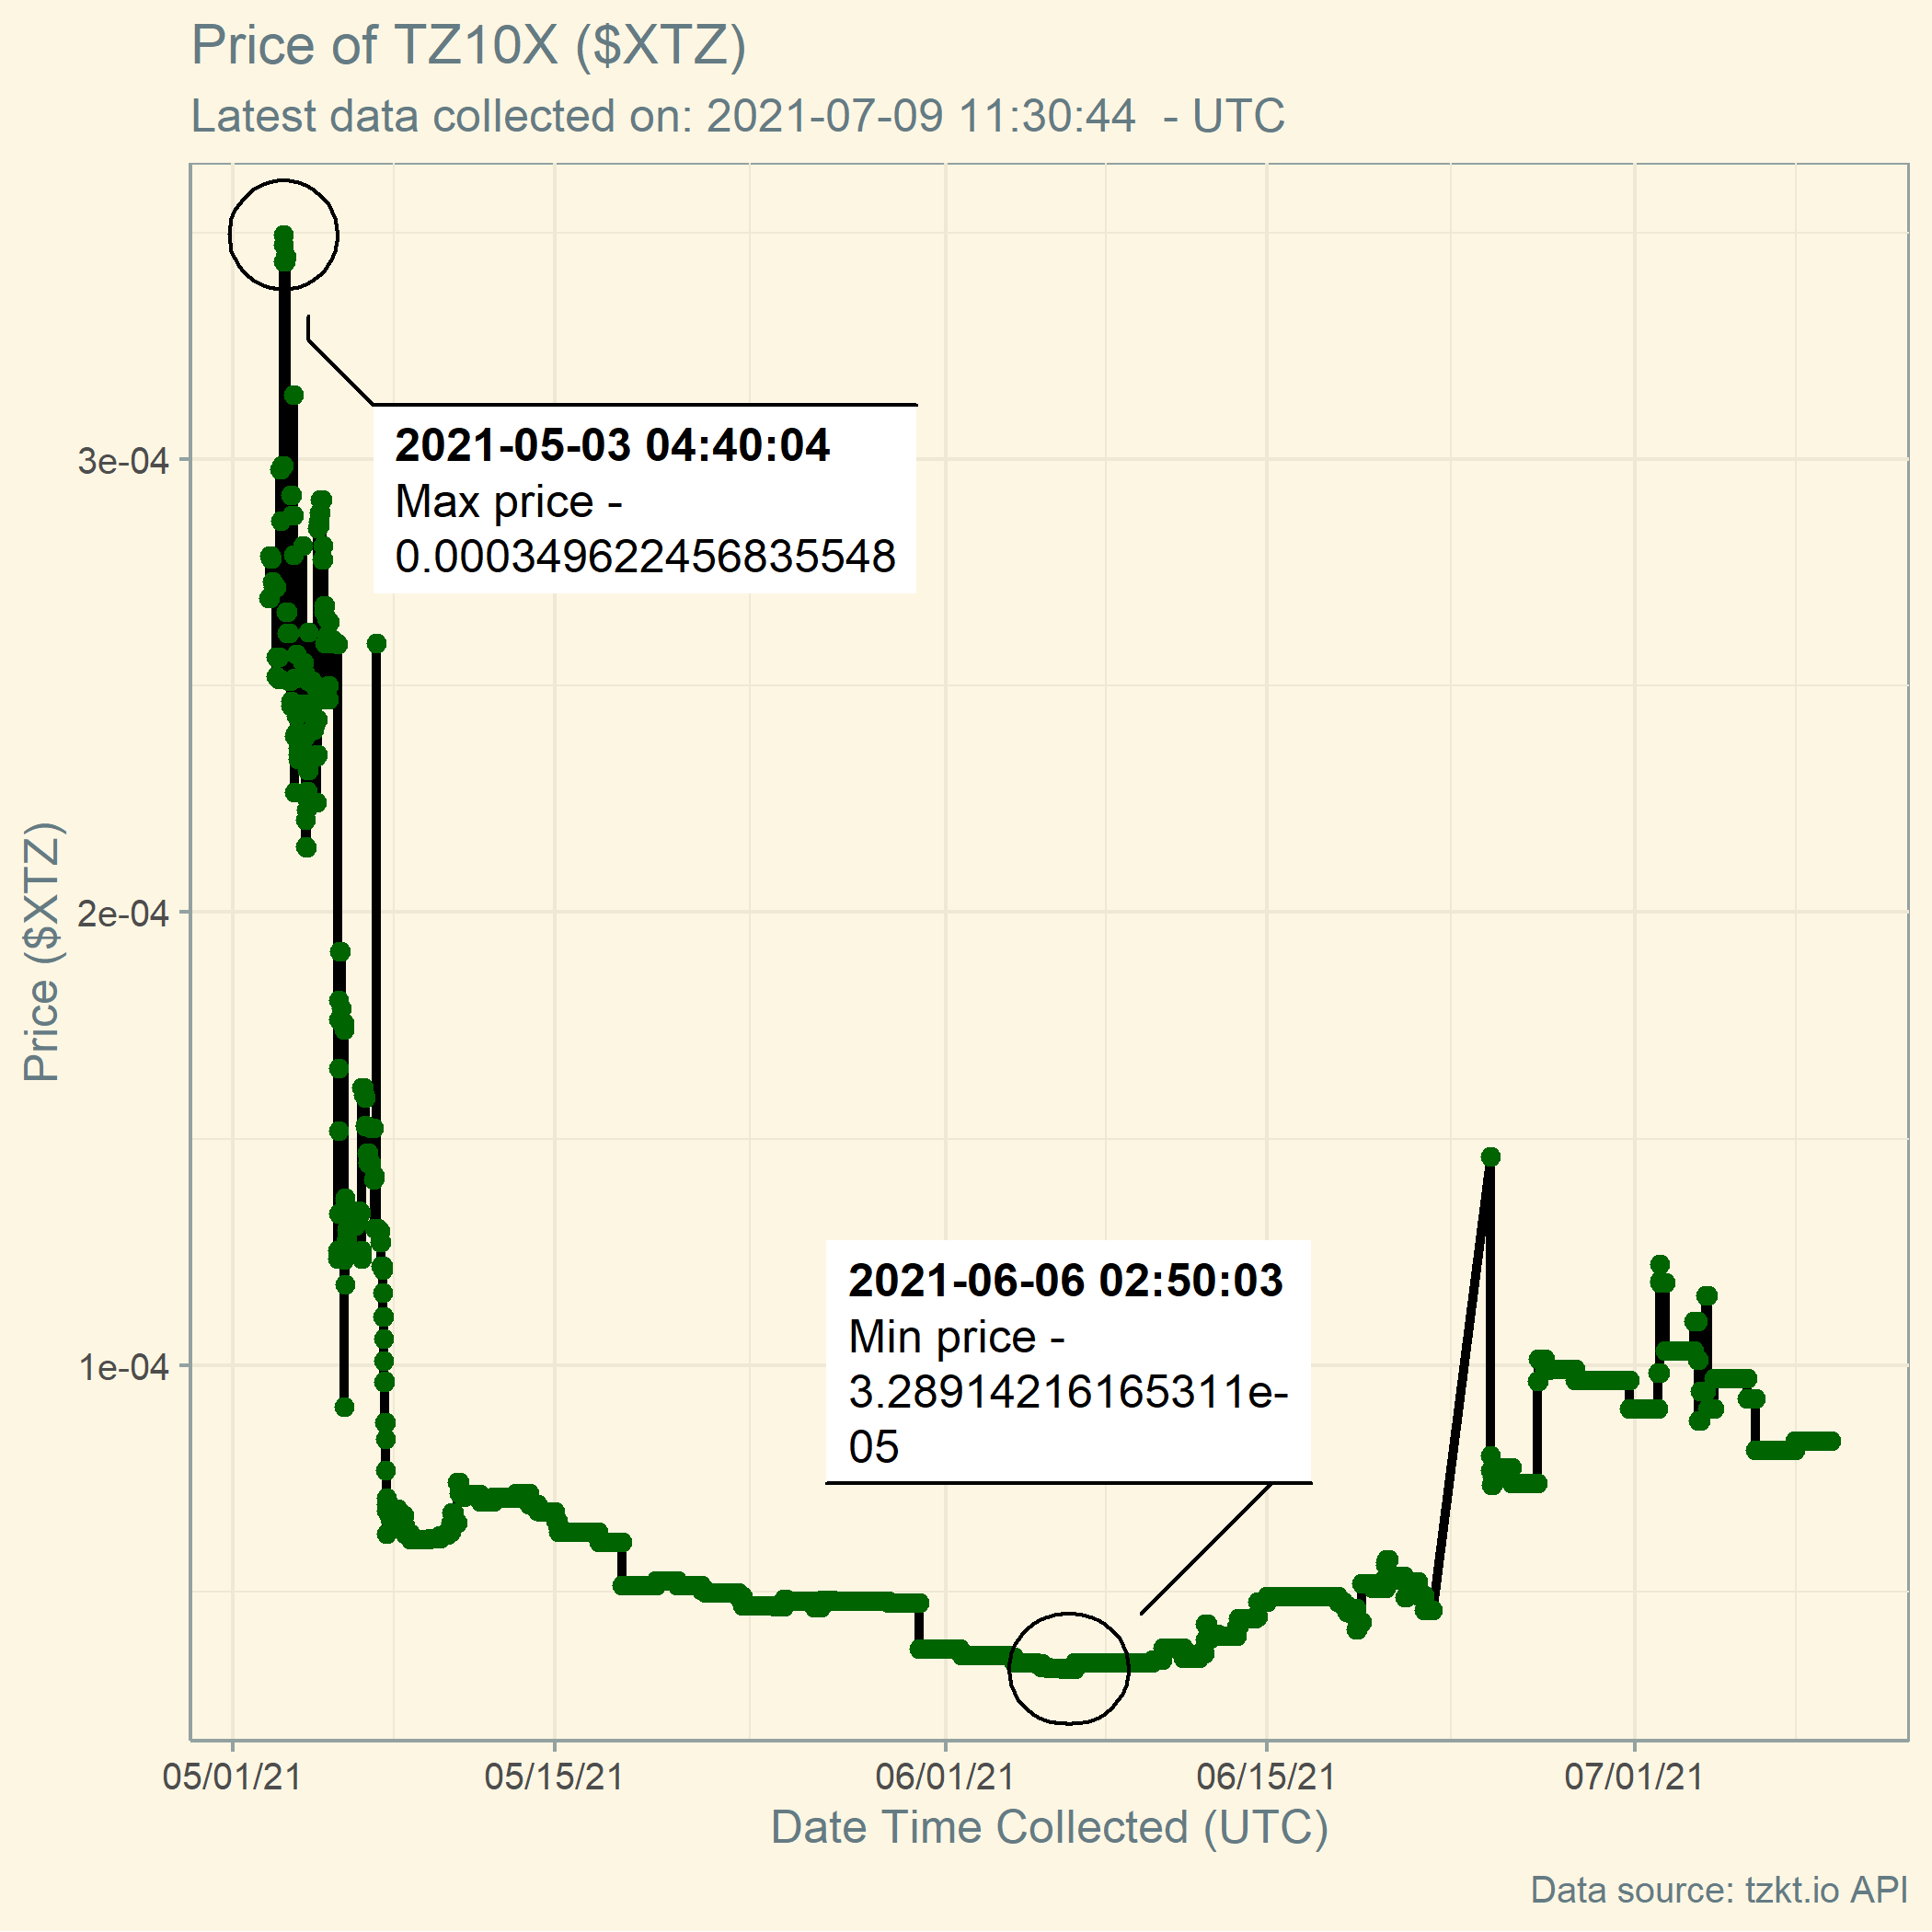 Price of TZ10X ($XTZ)
Latest data collected on: 2021-07-09 11:30:44  - UTC
2021-05-03 04:40:04
Max price -
0.000349622456835548
3e-04
2e-04
1e-04
Price ($XTZ)
2021-06-06 02:50:03
Min price -
3.28914216165311e-
05
05/01/21
05/15/21
06/01/21
06/15/21
07/01/21
Date Time Collected (UTC)
Data source: tzkt.io API